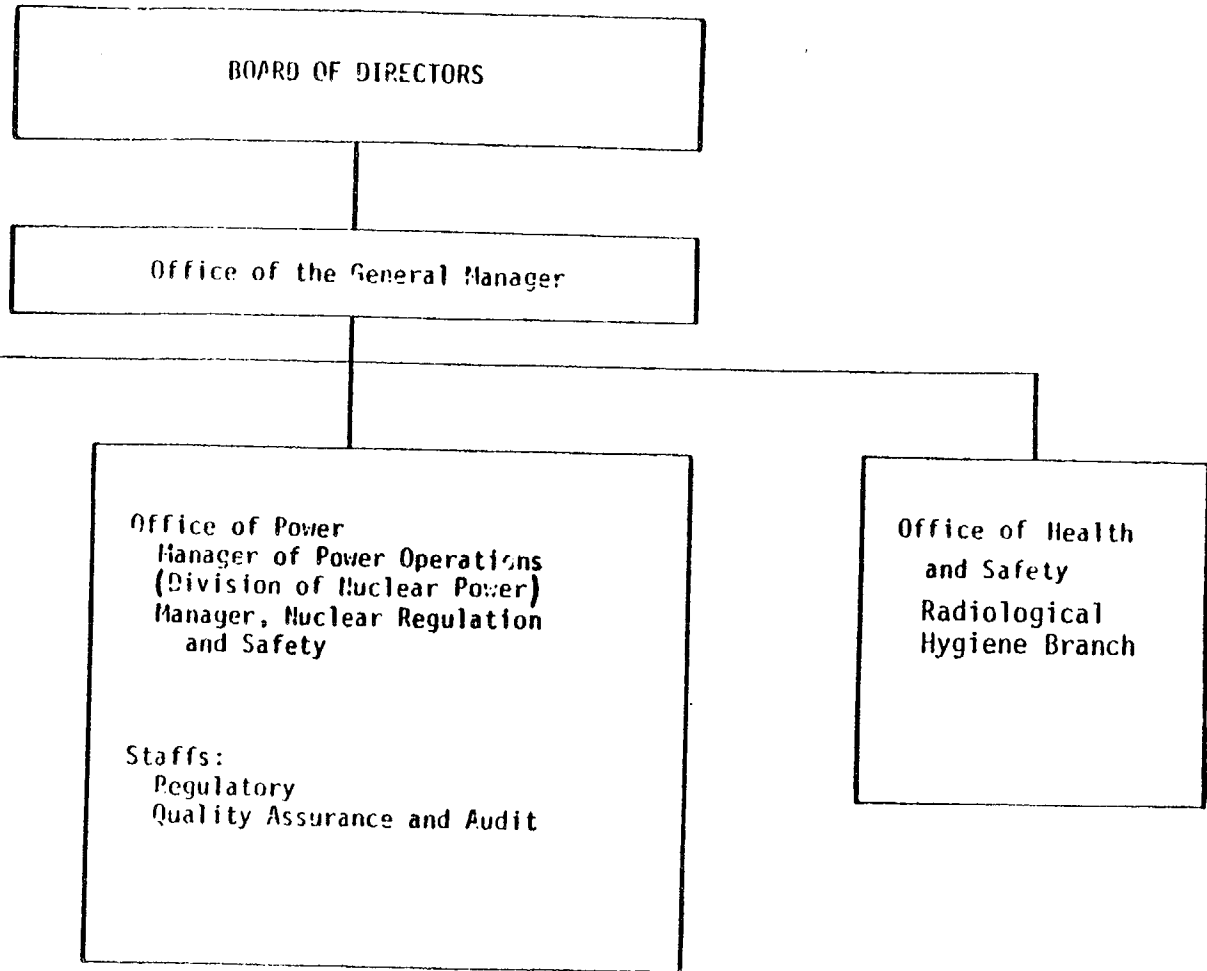 BOARD OF DIRECTORS
Office of the General Manager
Office of Power
Manager of Power Operations
(Division of Nuclear Power)
Manager, Nuclear Regulation
and Safety
Staffs:
Regulatory
Quality Assurance and Audit
Office of Health
and Safety
Radiological
Hygiene Branch